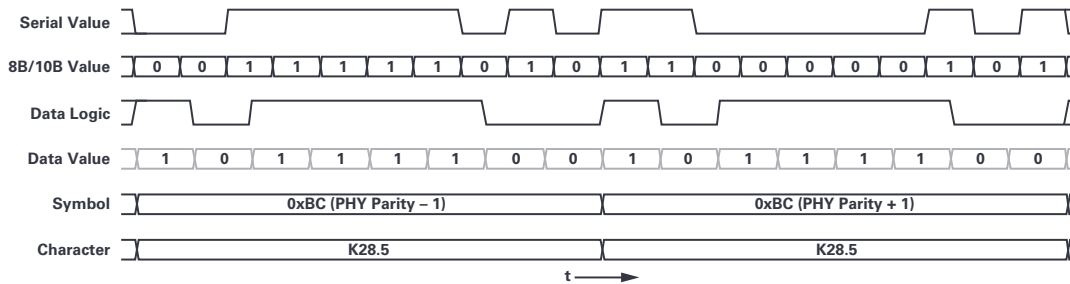 Serial Value
8B/10B Value 0 0 1 1 1 1 1 0 1 0 1 1 0 0 0 0 0 1 0 1
Data Logic
Data Value 1 0 1 1 1 1 0 0 1 0 1 1 1 1 0 0
Symbol 0xBC (PHY Parity – 1) 0xBC (PHY Parity + 1)
Character K28.5 K28.5
t